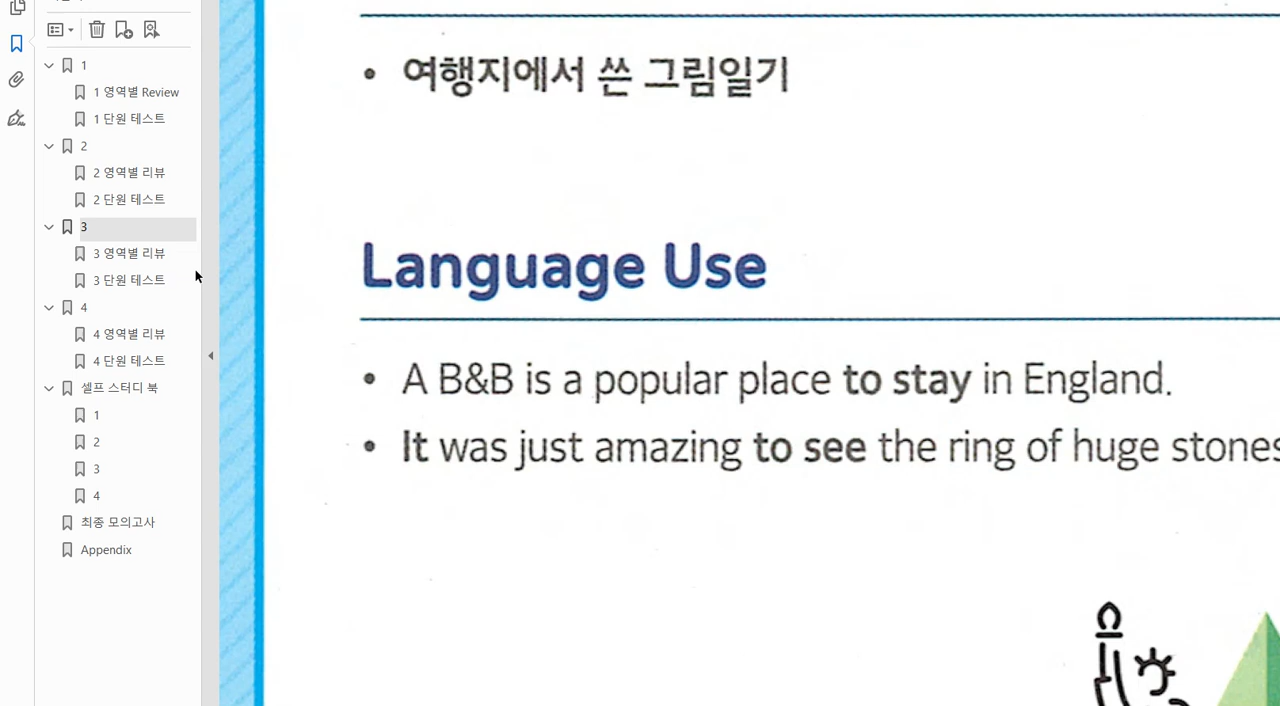 1
1 영역별 Review
1 단원 테스트
2
2 영역별 리뷰
2 단원 테스트
3
3 영역별 리뷰
3 단원 테스트
4
4 영역별 리뷰
4 단원 테스트
셀프 스터디 북
1
2
3
4
최종 모의고사
Appendix
• 여행지에서 쓴 그림일기
Language Use
• A B&B is a popular place to stay in England.
• It was just amazing to see the ring of huge stones